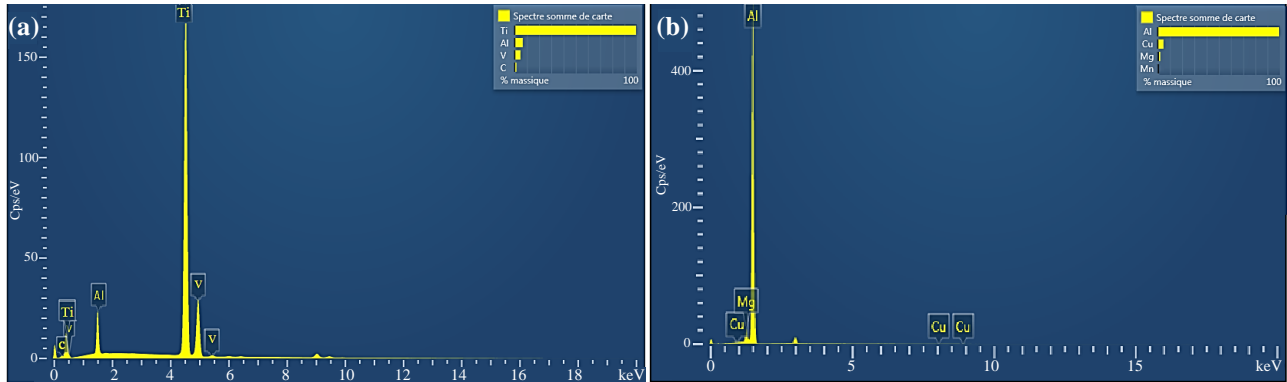 (a)
Ti
Spectre somme de carte
Ti
Al
V
C
% massique 100
150
100
50
0
Cps/eV
Ti
V
C
Al
V
V
0 2 4 6 8 10 12 14 16 18 keV
(b)
Al
Spectre somme de carte
Al
Cu
Mg
Mn
% massique 100
400
200
0
Cps/eV
Mg
Cu
Cu Cu
0 5 10 15 keV